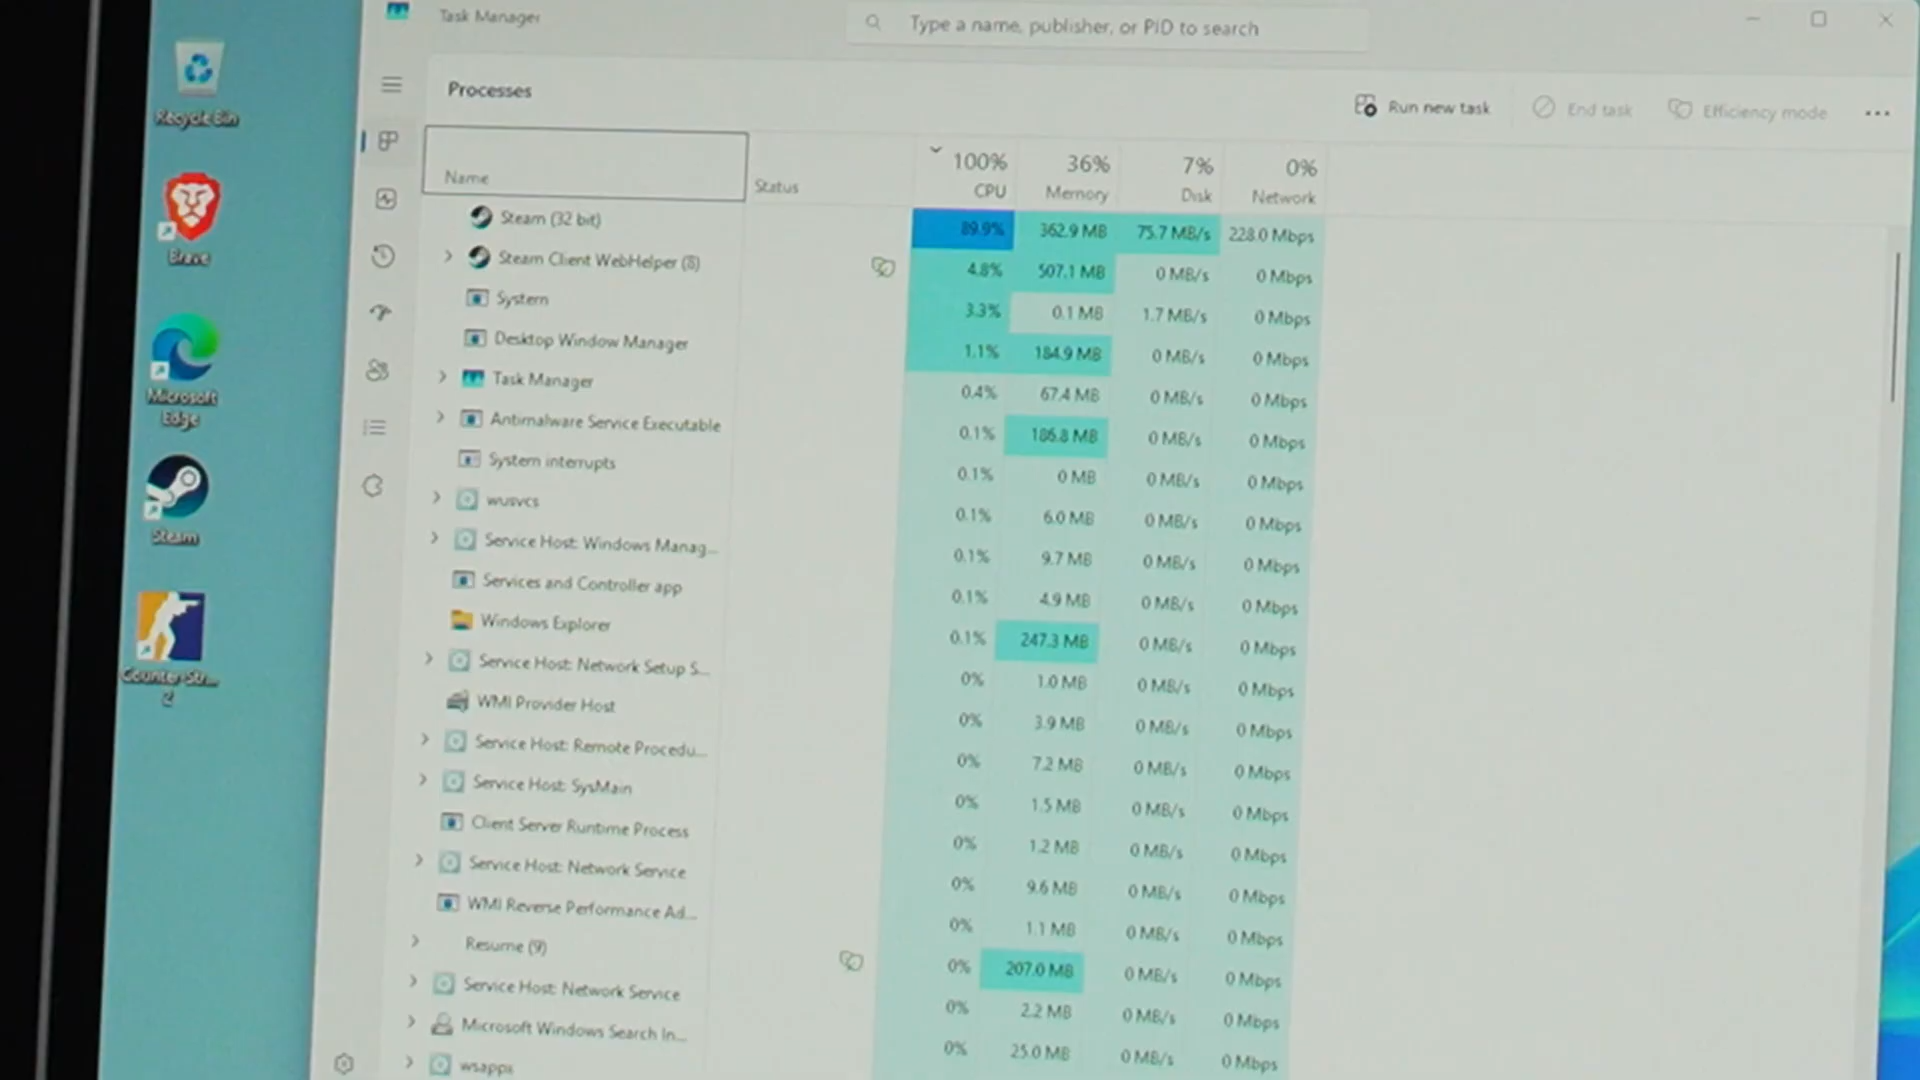 Task Manager
Type a name, publisher, or PID to search
Recycle Bin
Brave
Microsoft
Edge
Steam
Counter-Str...
2
Processes
Run new task
End task
Efficiency mode
Name
Status
100%
CPU
36%
Memory
7%
Disk
0%
Network
Steam (32 bit) 89.9% 362.9 MB 75.7 MB/s 228.0 Mbps
Steam Client WebHelper (8) 4.8% 507.1 MB 0 MB/s 0 Mbps
System 3.3% 0.1 MB 1.7 MB/s 0 Mbps
Desktop Window Manager 1.1% 184.9 MB 0 MB/s 0 Mbps
Task Manager 0.4% 67.4 MB 0 MB/s 0 Mbps
Antimalware Service Executable 0.1% 186.8 MB 0 MB/s 0 Mbps
System interrupts 0.1% 0 MB 0 MB/s 0 Mbps
wusvcs 0.1% 6.0 MB 0 MB/s 0 Mbps
Service Host: Windows Manag... 0.1% 9.7 MB 0 MB/s 0 Mbps
Services and Controller app 0.1% 4.9 MB 0 MB/s 0 Mbps
Windows Explorer 0.1% 247.3 MB 0 MB/s 0 Mbps
Service Host: Network Setup S... 0% 1.0 MB 0 MB/s 0 Mbps
WMI Provider Host 0% 3.9 MB 0 MB/s 0 Mbps
Service Host: Remote Procedu... 0% 7.2 MB 0 MB/s 0 Mbps
Service Host: SysMain 0% 1.5 MB 0 MB/s 0 Mbps
Client Server Runtime Process 0% 1.2 MB 0 MB/s 0 Mbps
Service Host: Network Service 0% 9.6 MB 0 MB/s 0 Mbps
WMI Reverse Performance Ad... 0% 1.1 MB 0 MB/s 0 Mbps
Resume (9) 0% 207.0 MB 0 MB/s 0 Mbps
Service Host: Network Service 0% 2.2 MB 0 MB/s 0 Mbps
Microsoft Windows Search In... 0% 25.0 MB 0 MB/s 0 Mbps
wsapps